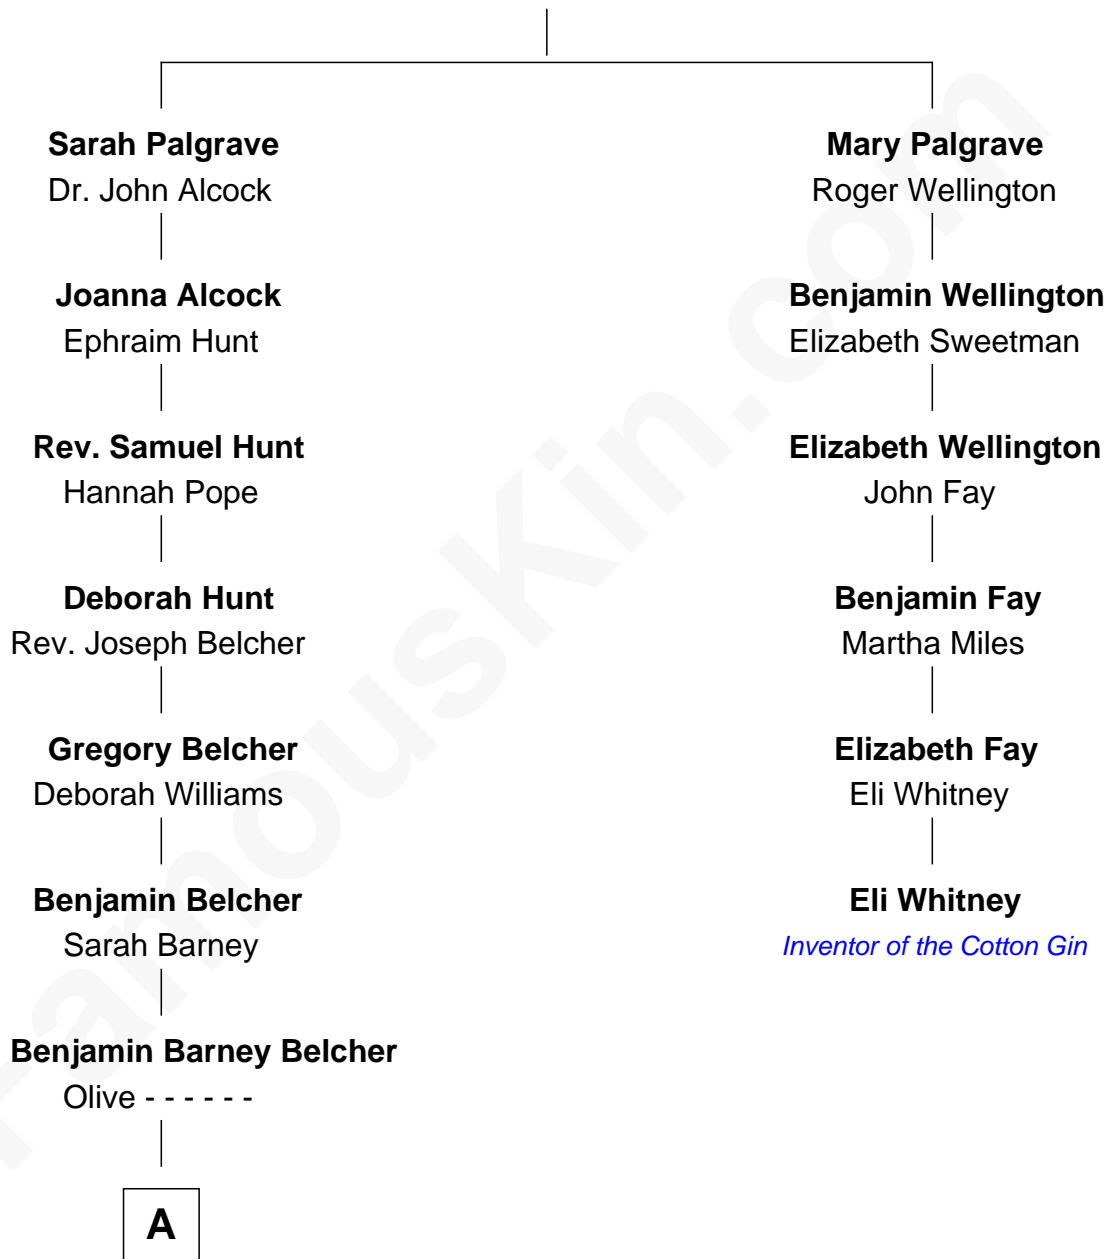 Sarah Palgrave
Dr. John Alcock
Joanna Alcock
Ephraim Hunt
Rev. Samuel Hunt
Hannah Pope
Deborah Hunt
Rev. Joseph Belcher
Gregory Belcher
Deborah Williams
Benjamin Belcher
Sarah Barney
Benjamin Barney Belcher
Olive - - - - - -
A
Mary Palgrave
Roger Wellington
Benjamin Wellington
Elizabeth Sweetman
Elizabeth Wellington
John Fay
Benjamin Fay
Martha Miles
Elizabeth Fay
Eli Whitney
Eli Whitney
Inventor of the Cotton Gin
FamousKin.com